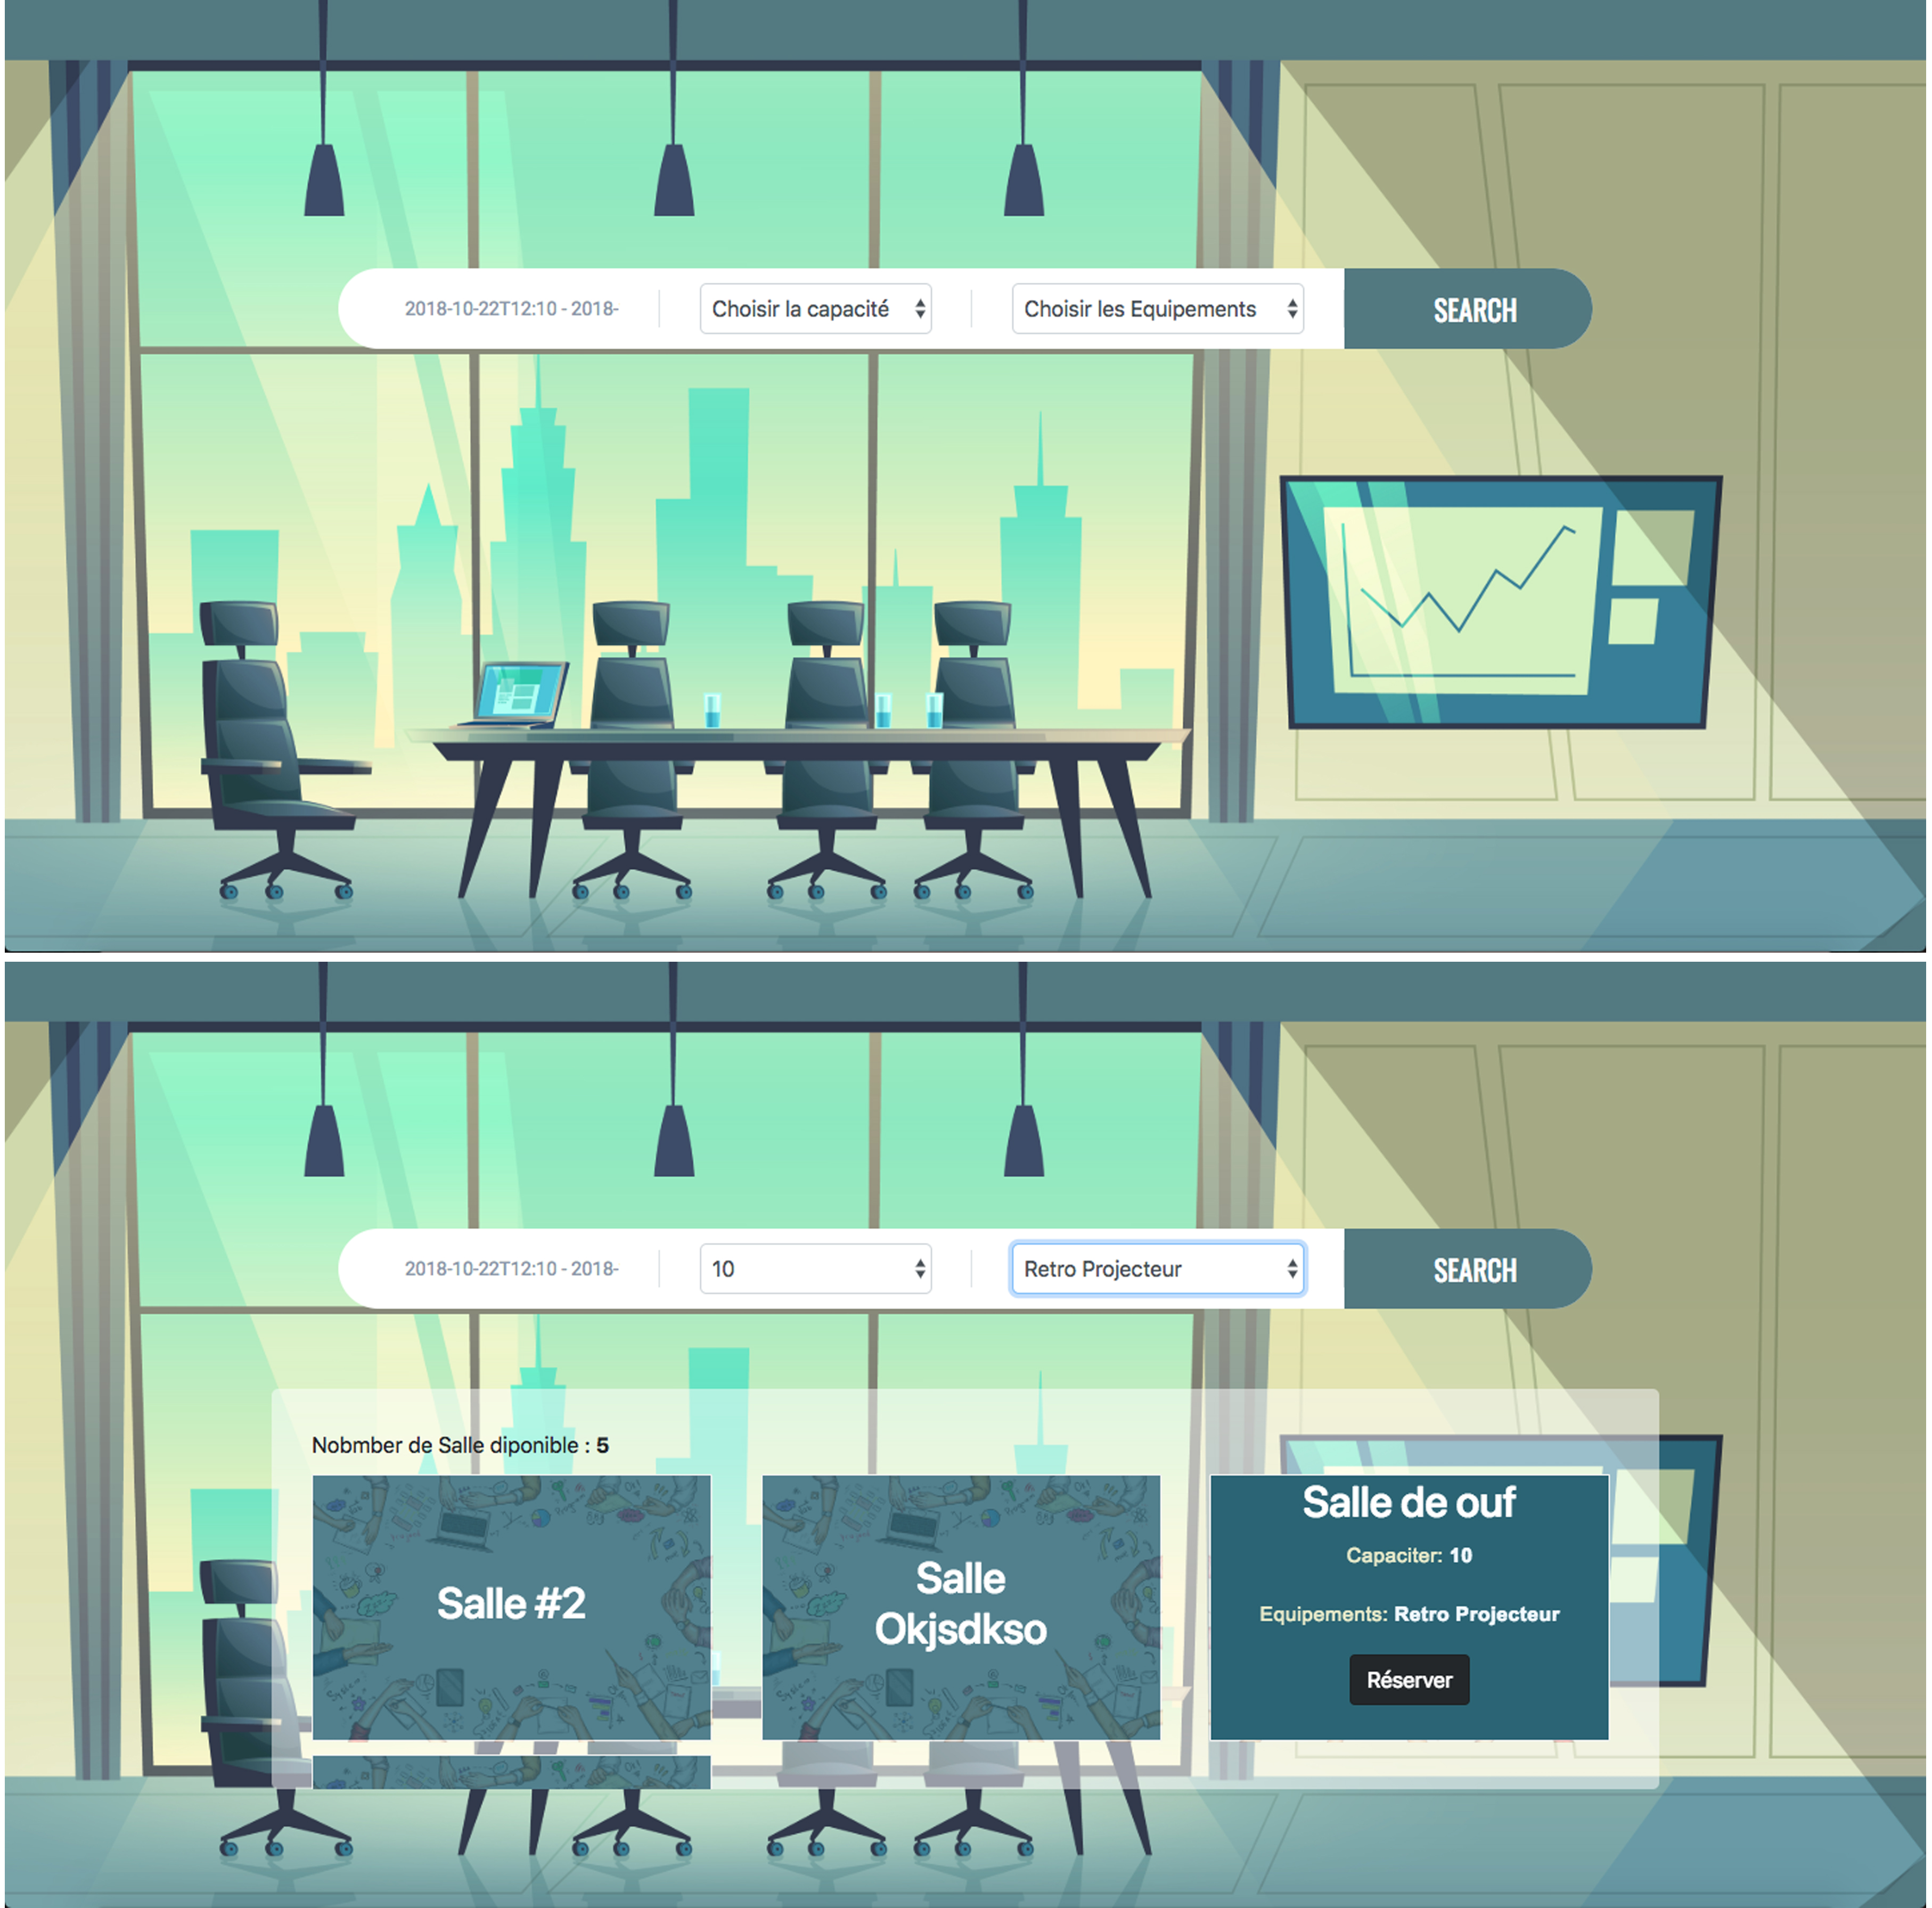 2018-10-22T12:10 - 2018-
Choisir la capacité
Choisir les Equipements
SEARCH
2018-10-22T12:10 - 2018-
10
Retro Projecteur
SEARCH
Nobmber de Salle diponible : 5
Salle #2
Salle
Okjsdkso
Salle de ouf
Capaciter: 10
Equipements: Retro Projecteur
Réserver